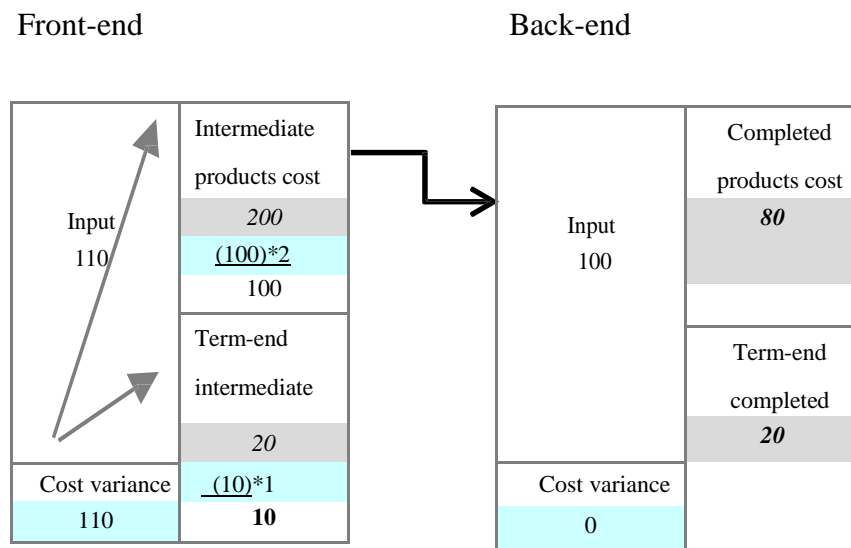 Front-end
Back-end
Input
110
Intermediate
products cost
200
(100)*2
100
Term-end
intermediate
20
(10)*1
10
Cost variance
110
Input
100
Completed
products cost
80
Term-end
completed
20
Cost variance
0